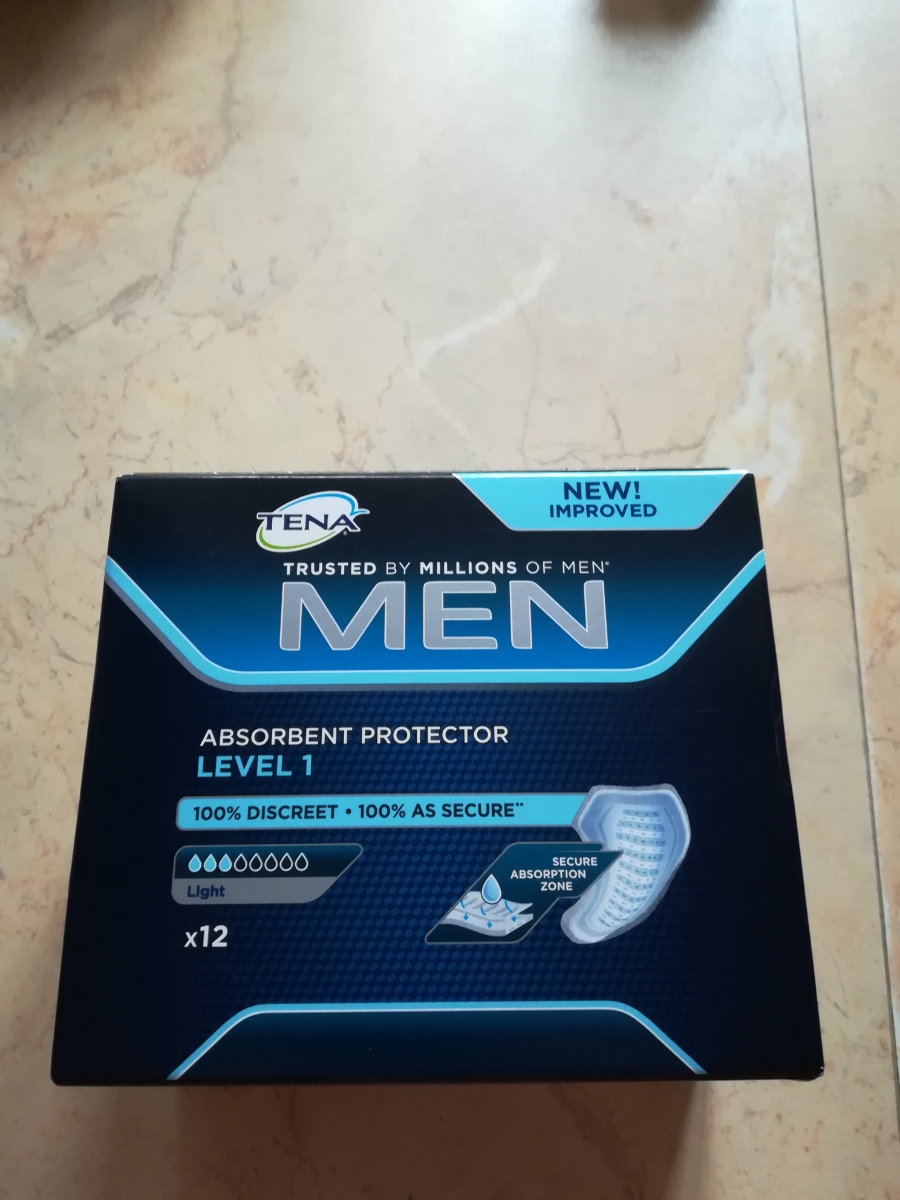 NEW!
IMPROVED
TENA®
TRUSTED BY MILLIONS OF MEN*
MEN
ABSORBENT PROTECTOR
LEVEL 1
100% DISCREET • 100% AS SECURE**
SECURE
ABSORPTION
ZONE
Light
x12